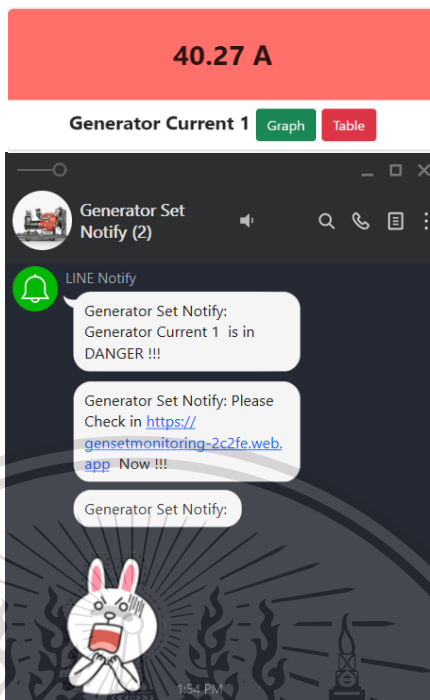 40.27 A
Generator Current 1 Graph Table
Generator Set
Notify (2)
LINE Notify
Generator Set Notify:
Generator Current 1 is in
DANGER !!!
Generator Set Notify: Please
Check in https://
gensetmonitoring-2c2fe.web.
app Now !!!
Generator Set Notify:
1:54 PM